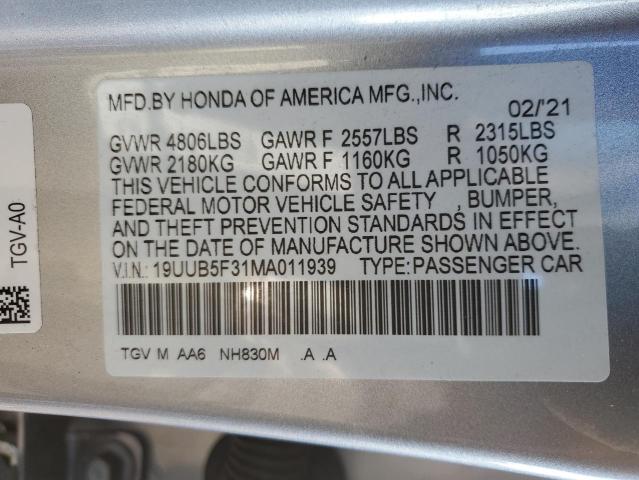 MFD.BY HONDA OF AMERICA MFG.,INC.
02/'21
GVWR 4806LBS GAWR F 2557LBS R 2315LBS
GVWR 2180KG GAWR F 1160KG R 1050KG
THIS VEHICLE CONFORMS TO ALL APPLICABLE
FEDERAL MOTOR VEHICLE SAFETY , BUMPER,
AND THEFT PREVENTION STANDARDS IN EFFECT
ON THE DATE OF MANUFACTURE SHOWN ABOVE.
V.I.N.: 19UUB5F31MA011939 TYPE:PASSENGER CAR
TGV M AA6 NH830M .A .A
TGV-A0